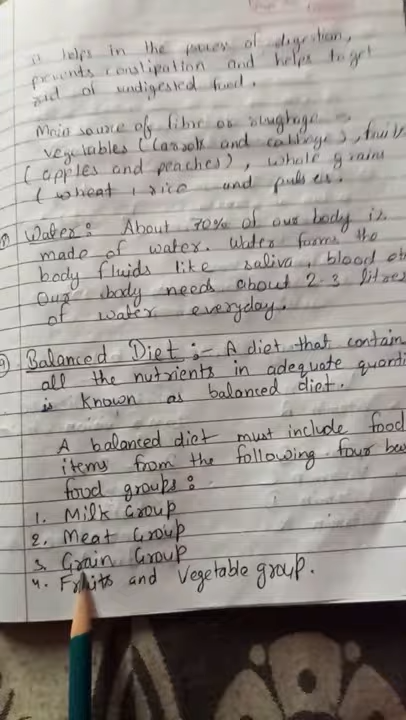 It helps in the process of digestion,
prevents constipation and helps to get
rid of undigested food.
Main source of fibre or roughage
vegetables (carrot and cabbage), fruits
(apples and peaches), whole grains
(wheat, rice and pulses.
Water: About 70% of our body is
made of water. Water forms the
body fluids like saliva, blood etc
Our body needs about 2-3 litres
of water everyday.
Balanced Diet :- A diet that contain
all the nutrients in adequate quanti
is known as balanced diet.
A balanced diet must include food
items from the following four bas
food groups:
1. Milk Group
2. Meat Group
3. Grain Group
4. Fruits and Vegetable group.